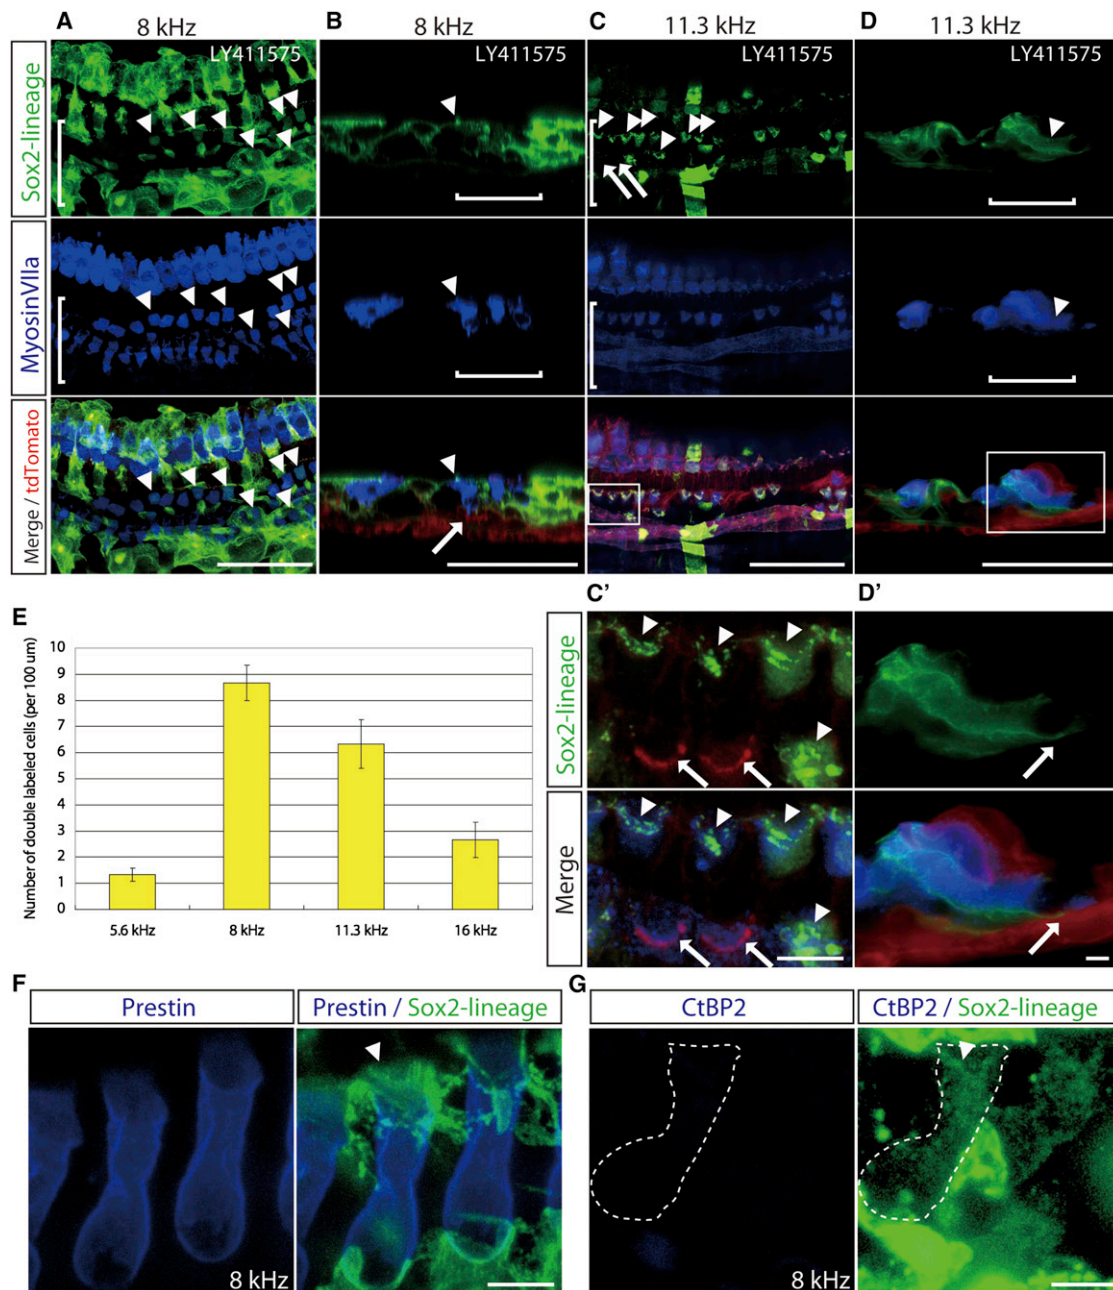 A
8 kHz
B
8 kHz
C
11.3 kHz
D
11.3 kHz
Sox2-lineage
LY411575
LY411575
LY411575
LY411575
MyosinVIIa
Merge / tdTomato
E
Number of double labeled cells (per 100 um)
10
9
8
7
6
5
4
3
2
1
0
5.6 kHz
8 kHz
11.3 kHz
16 kHz
C'
D'
Sox2-lineage
Merge
F
Prestin
Prestin / Sox2-lineage
8 kHz
G
CtBP2
CtBP2 / Sox2-lineage
8 kHz